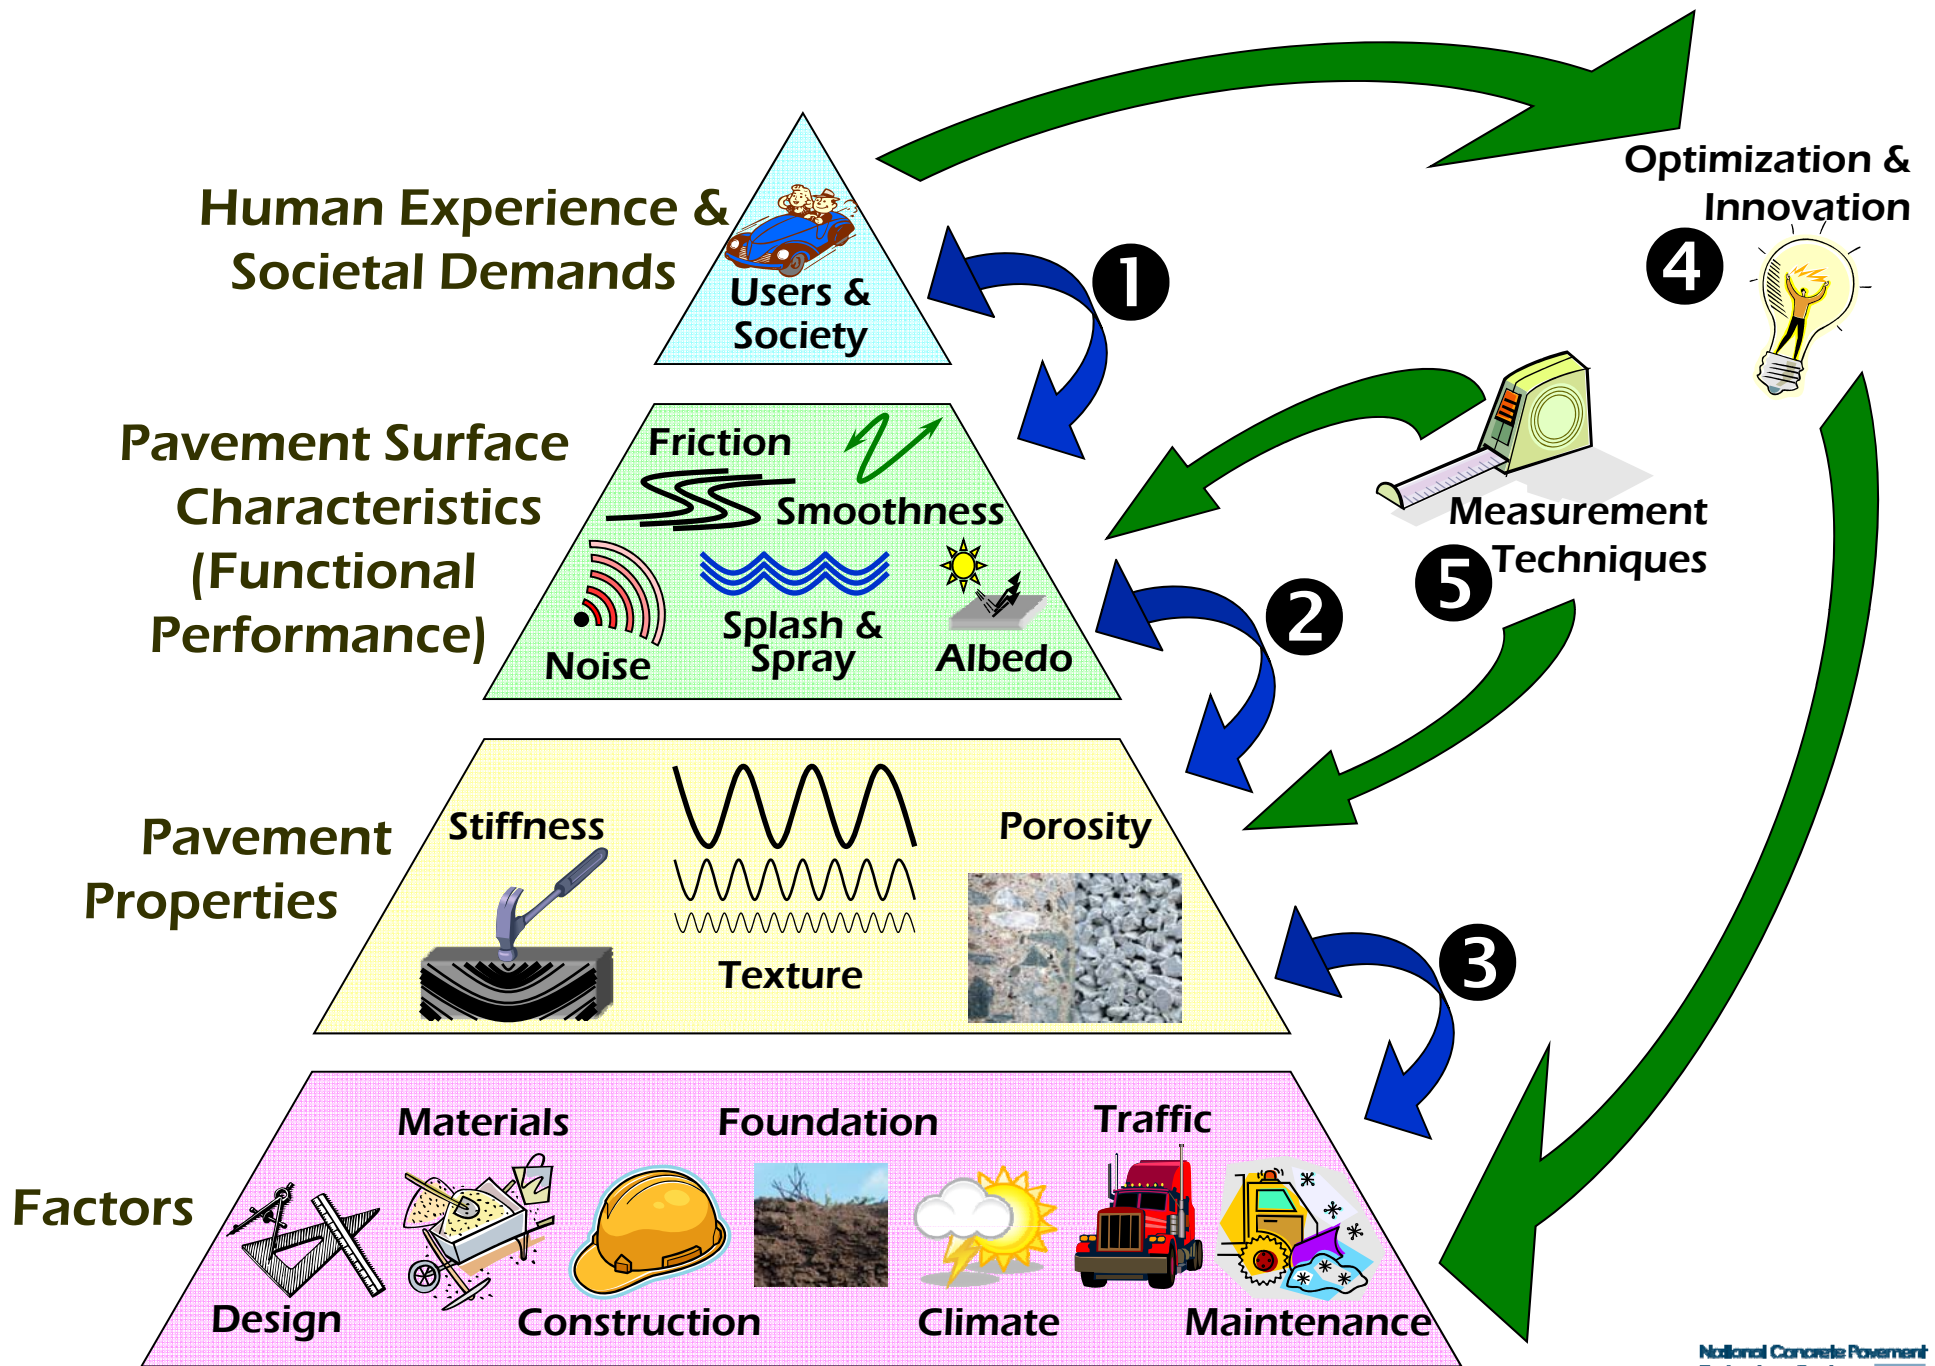 Human Experience &
Societal Demands
Users &
Society
1
Optimization &
Innovation
4
Pavement Surface
Characteristics
(Functional
Performance)
Friction
Smoothness
Noise
Splash &
Spray
Albedo
Measurement
Techniques
5
2
Pavement
Properties
Stiffness
Texture
Porosity
3
Factors
Materials
Foundation
Traffic
Design
Construction
Climate
Maintenance
National Concrete Pavement